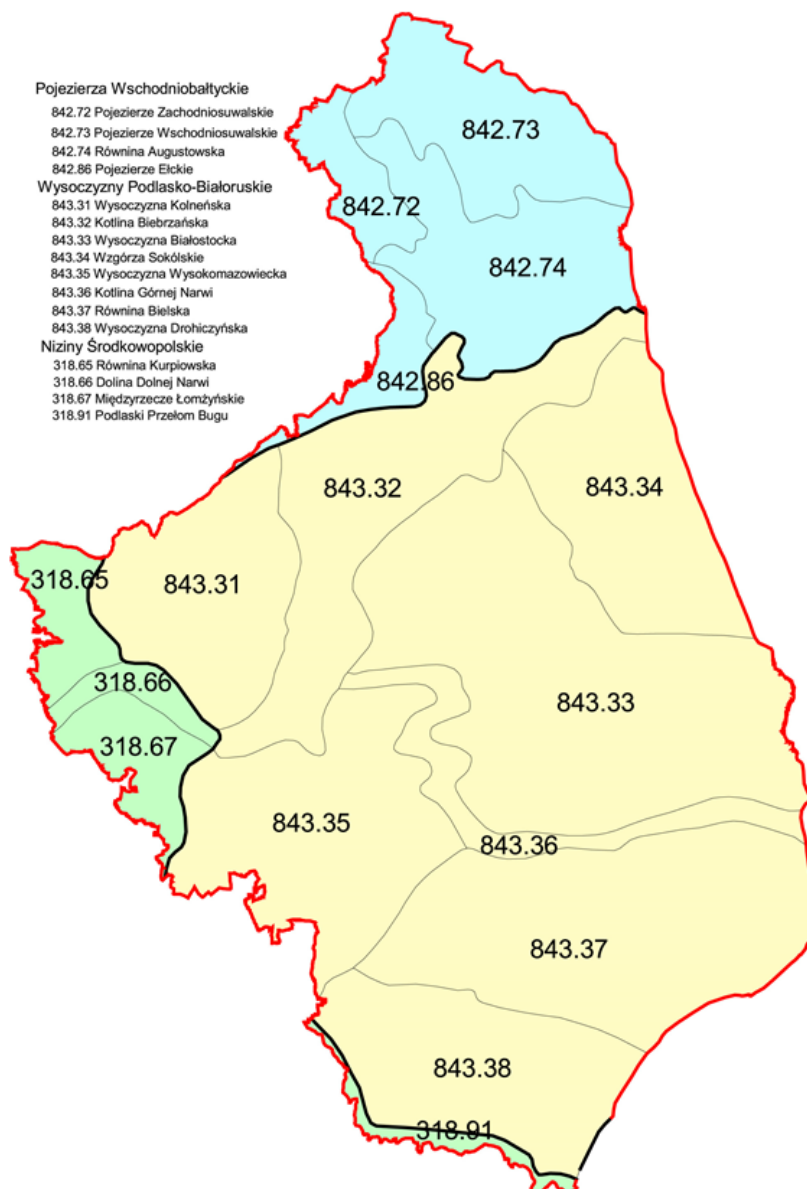 Pojezierza Wschodniobałtyckie
842.72 Pojezierze Zachodniosuwalskie
842.73 Pojezierze Wschodniosuwalskie
842.74 Równina Augustowska
842.86 Pojezierze Ełckie
Wysoczyzny Podlasko-Białoruskie
843.31 Wysoczyzna Kolneńska
843.32 Kotlina Biebrzańska
843.33 Wysoczyzna Białostocka
843.34 Wzgórza Sokólskie
843.35 Wysoczyzna Wysokomazowiecka
843.36 Kotlina Górnej Narwi
843.37 Równina Bielska
843.38 Wysoczyzna Drohiczyńska
Niziny Środkowopolskie
318.65 Równina Kurpiowska
318.66 Dolina Dolnej Narwi
318.67 Międzyrzecze Łomżyńskie
318.91 Podlaski Przełom Bugu
842.73
842.72
842.74
842.86
843.32
843.34
318.65
843.31
318.66
843.33
318.67
843.35
843.36
843.37
843.38
318.91